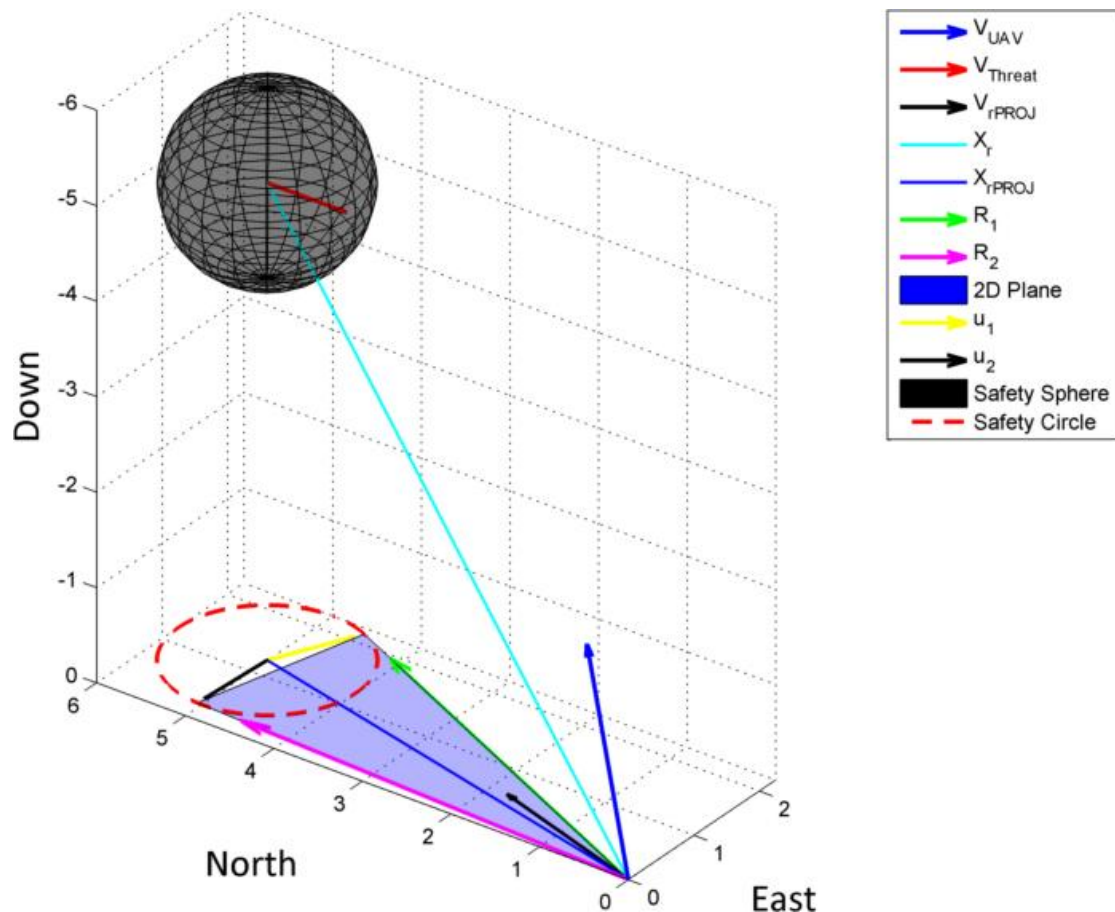 V_UAV
V_Threat
V_rPROJ
X_r
X_rPROJ
R_1
R_2
2D Plane
u_1
u_2
Safety Sphere
Safety Circle
-6
-5
-4
-3
-2
-1
0
Down
6
5
4
3
2
1
0
North
0
1
2
East